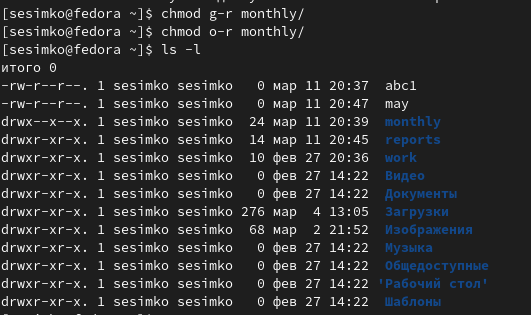 [sesimko@fedora ~]$ chmod g-r monthly/
[sesimko@fedora ~]$ chmod o-r monthly/
[sesimko@fedora ~]$ ls -l
итого 0
-rw-r--r--. 1 sesimko sesimko   0 мар 11 20:37  abc1
-rw-r--r--. 1 sesimko sesimko   0 мар 11 20:47  may
drwx--x--x. 1 sesimko sesimko  24 мар 11 20:39  monthly
drwxr-xr-x. 1 sesimko sesimko  14 мар 11 20:45  reports
drwxr-xr-x. 1 sesimko sesimko  10 фев 27 20:36  work
drwxr-xr-x. 1 sesimko sesimko   0 фев 27 14:22  Видео
drwxr-xr-x. 1 sesimko sesimko   0 фев 27 14:22  Документы
drwxr-xr-x. 1 sesimko sesimko 276 мар  4 13:05  Загрузки
drwxr-xr-x. 1 sesimko sesimko  68 мар  2 21:52  Изображения
drwxr-xr-x. 1 sesimko sesimko   0 фев 27 14:22  Музыка
drwxr-xr-x. 1 sesimko sesimko   0 фев 27 14:22  Общедоступные
drwxr-xr-x. 1 sesimko sesimko   0 фев 27 14:22 'Рабочий стол'
drwxr-xr-x. 1 sesimko sesimko   0 фев 27 14:22  Шаблоны